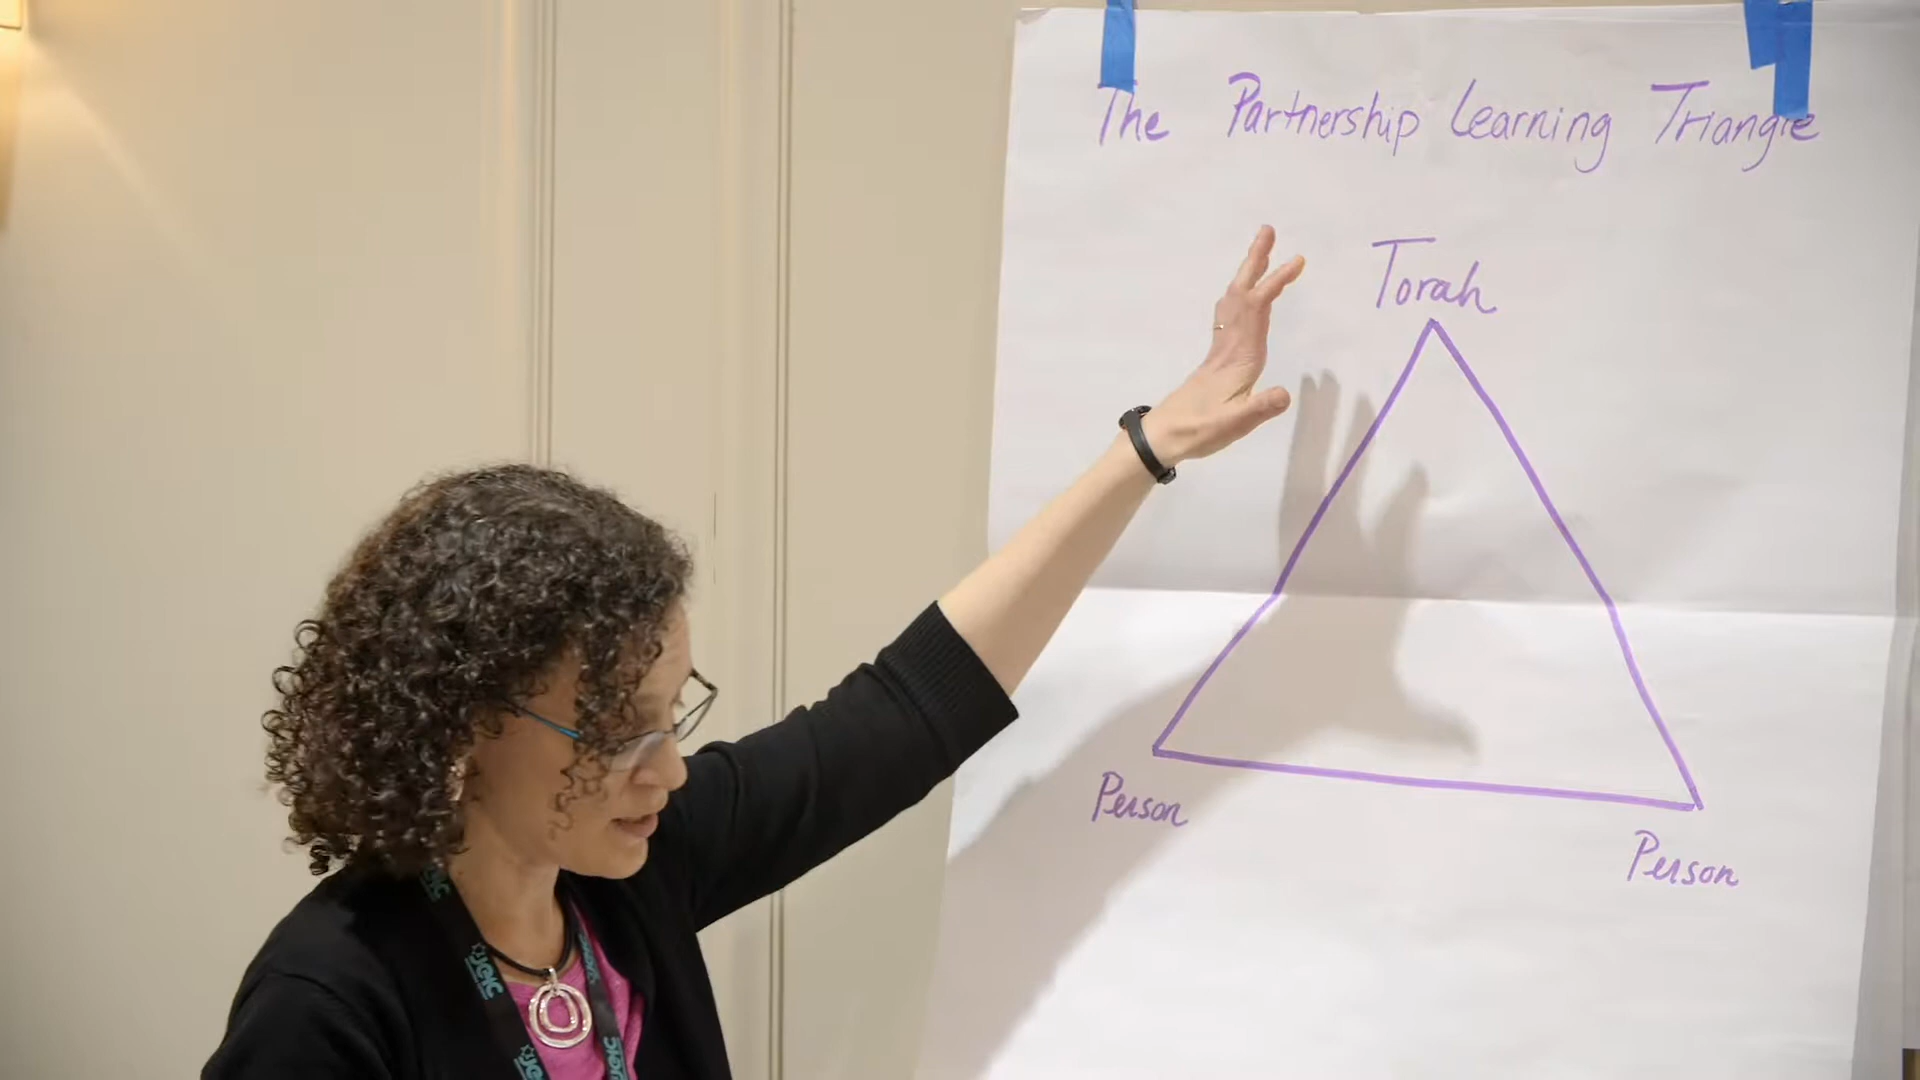 The Partnership Learning Triangle
Torah
Person
Person